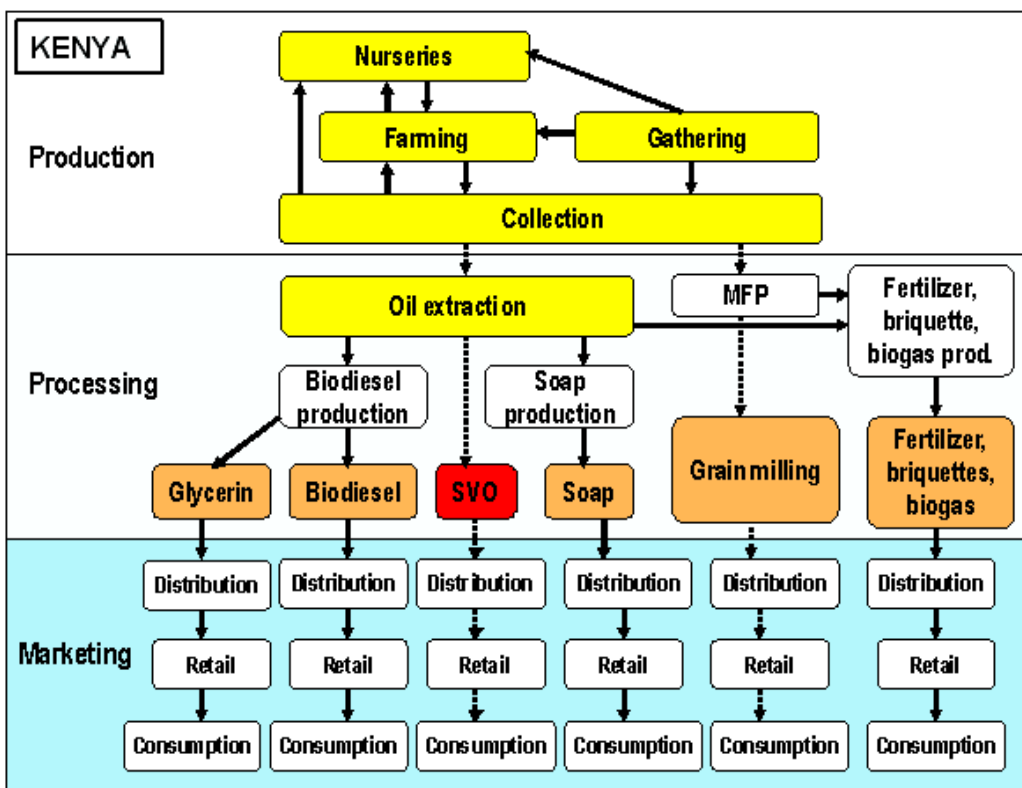 KENYA
Nurseries
Farming
Gathering
Production
Collection
Oil extraction
MFP
Fertilizer,
briquette,
biogas prod.
Processing
Biodiesel
production
Soap
production
Glycerin
Biodiesel
SVO
Soap
Grain milling
Fertilizer,
briquettes,
biogas
Marketing
Distribution
Distribution
Distribution
Distribution
Distribution
Distribution
Retail
Retail
Retail
Retail
Retail
Retail
Consumption
Consumption
Consumption
Consumption
Consumption
Consumption